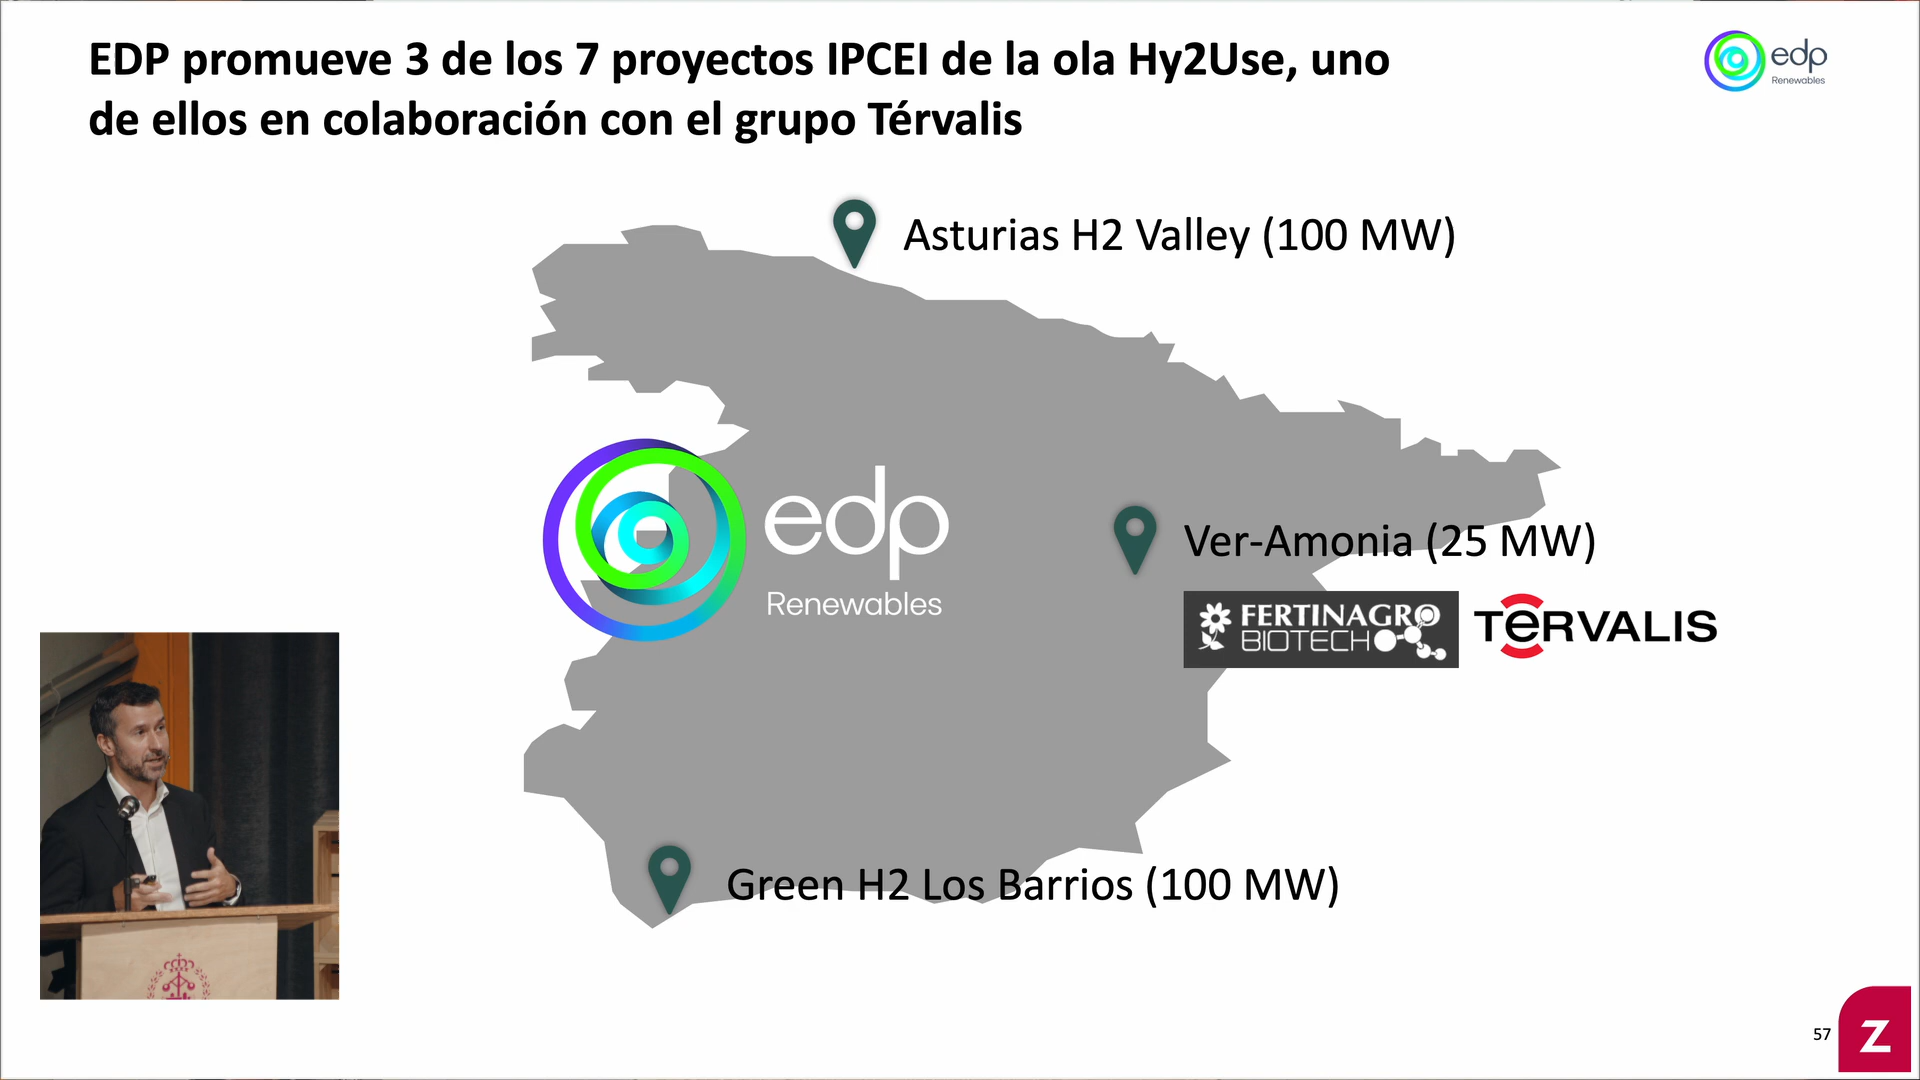 EDP promueve 3 de los 7 proyectos IPCEI de la ola Hy2Use, uno
de ellos en colaboración con el grupo Térvalis
edp
Renewables
Asturias H2 Valley (100 MW)
edp
Renewables
Ver-Amonia (25 MW)
FERTINAGRO
BIOTECH
TERVALIS
Green H2 Los Barrios (100 MW)
57
Z